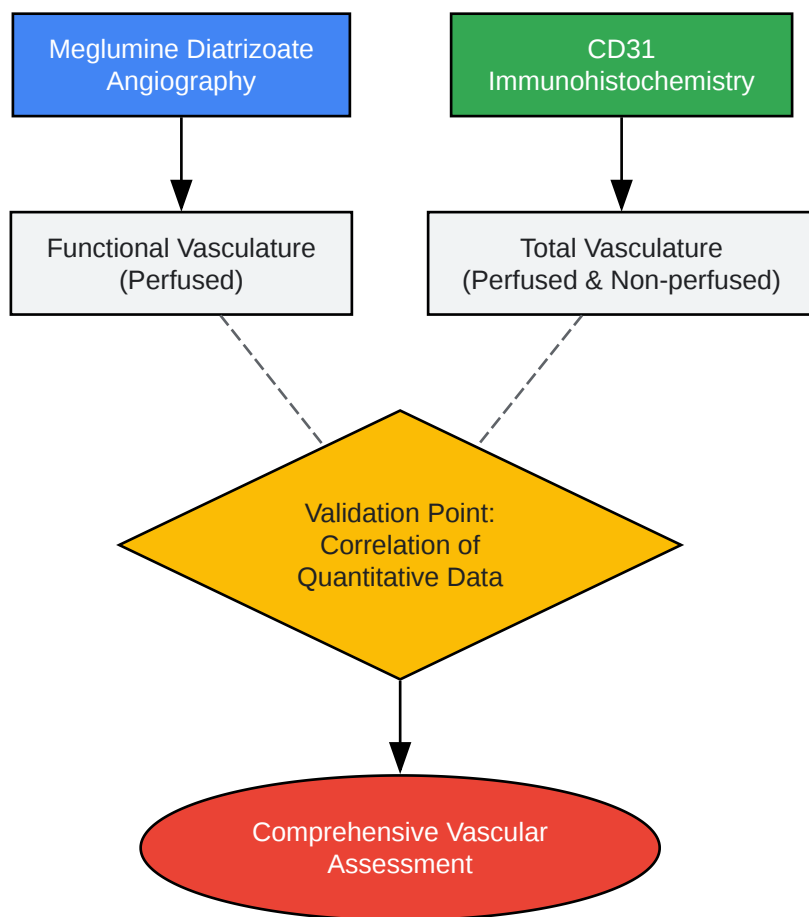 Meglumine Diatrizoate
Angiography
CD31
Immunohistochemistry
Functional Vasculature
(Perfused)
Total Vasculature
(Perfused & Non-perfused)
Validation Point:
Correlation of
Quantitative Data
Comprehensive Vascular
Assessment